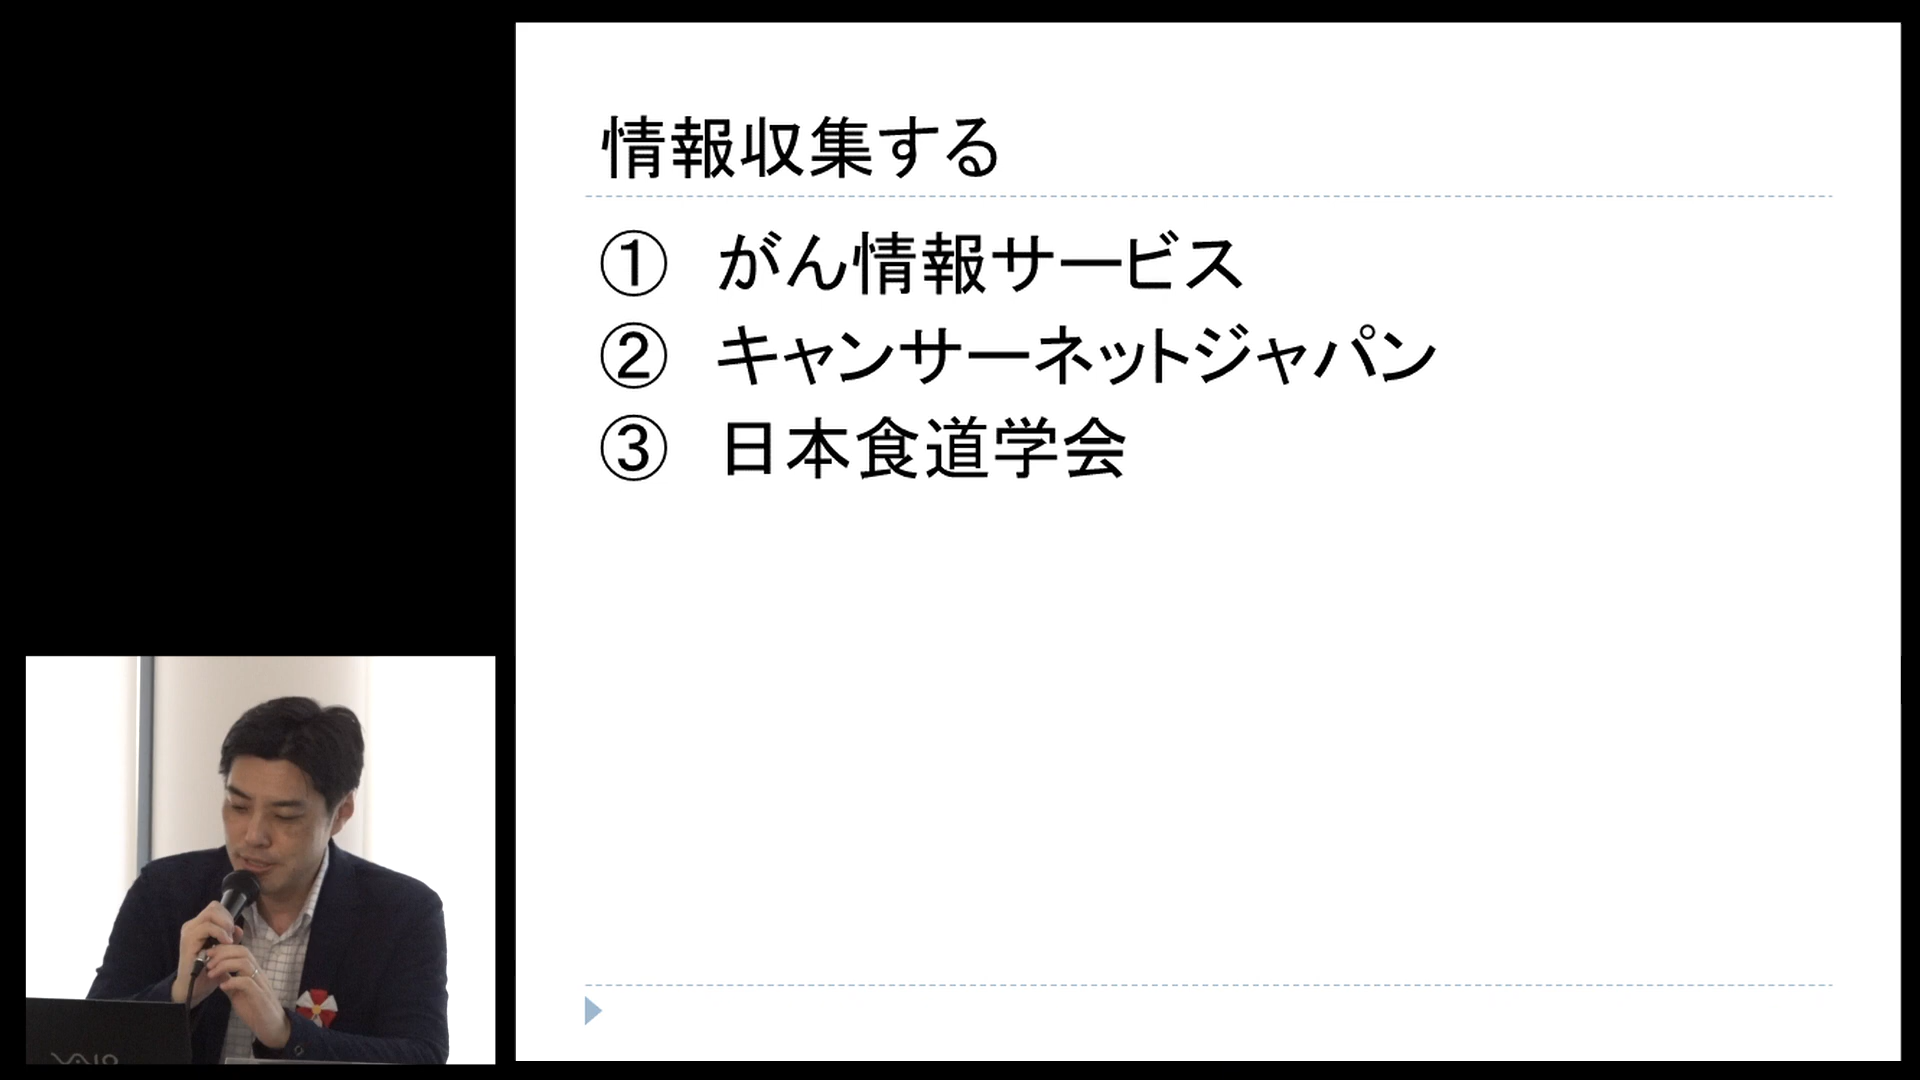 情報収集する
① がん情報サービス
② キャンサーネットジャパン
③ 日本食道学会
VAIO